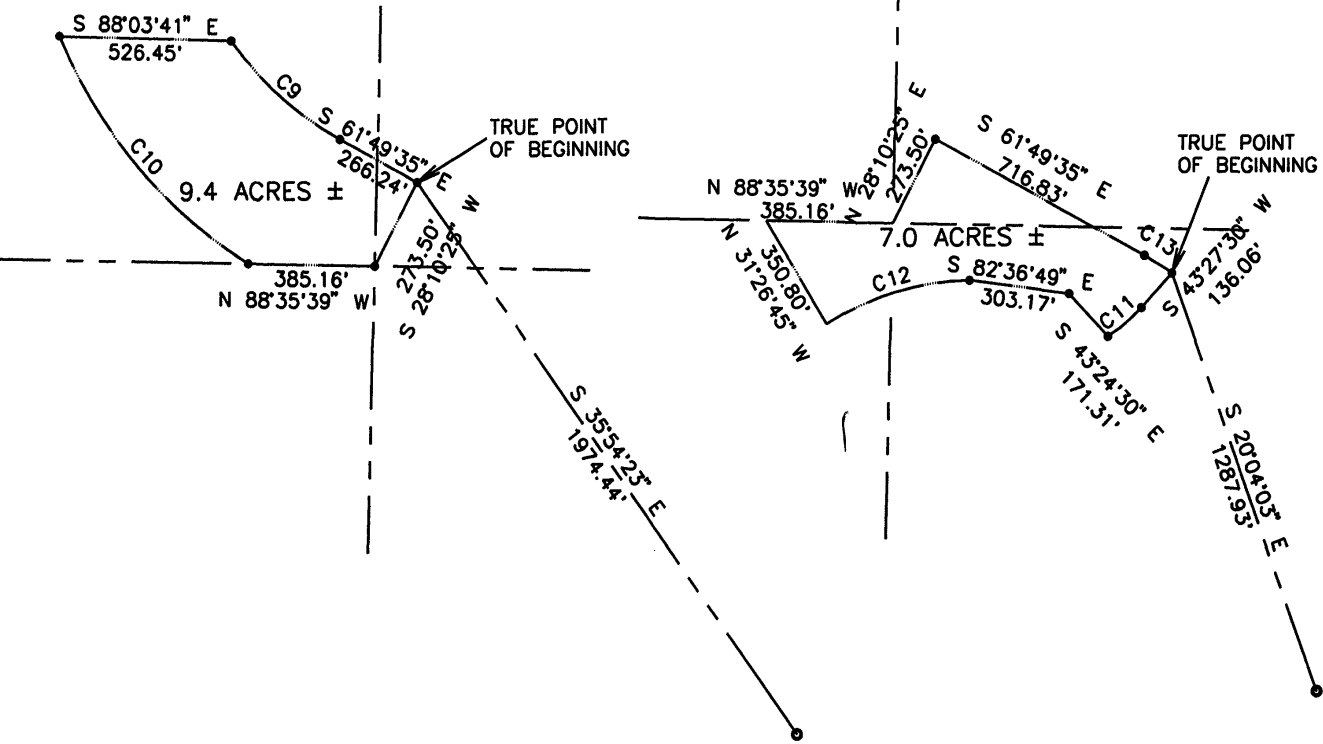 S 88°03'41" E
526.45'
C9
S 61°49'35" E
266.24'
TRUE POINT
OF BEGINNING
C10
9.4 ACRES ±
273.50'
S 28°10'25" W
385.16'
N 88°35'39" W
S 35°54'23" E
1974.44'
N 28°10'25" E
273.50'
S 61°49'35" E
716.83'
TRUE POINT
OF BEGINNING
N 88°35'39" W
385.16'
7.0 ACRES ±
C13
S 43°27'30" W
136.06'
350.80'
N 31°26'45" W
C12
S 82°36'49" E
303.17'
C11
S 43°24'30" E
171.31'
S 20°04'03" E
1287.93'